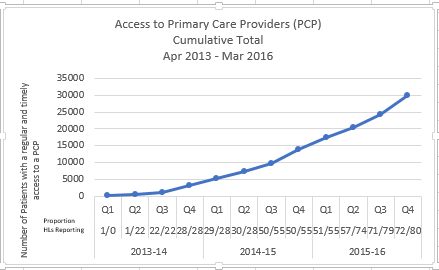 Access to Primary Care Providers (PCP)
Cumulative Total
Apr 2013 - Mar 2016
Number of Patients with a regular and timely
access to a PCP
35000
30000
25000
20000
15000
10000
5000
0
Q1 Q2 Q3 Q4 Q1 Q2 Q3 Q4 Q1 Q2 Q3 Q4
Proportion
HLs Reporting
1/0 1/22 22/22 28/28 29/28 30/28 50/55 50/55 51/55 57/74 71/79 72/80
2013-14 2014-15 2015-16